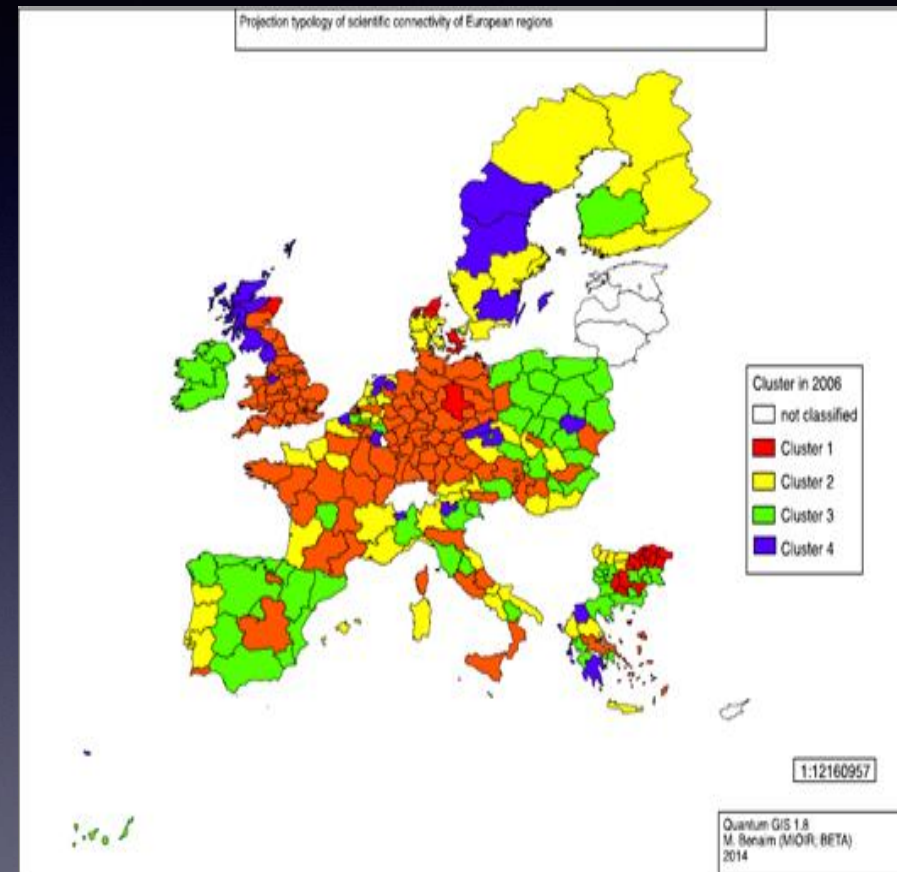 Projection typology of scientific connectivity of European regions
Cluster in 2006
not classified
Cluster 1
Cluster 2
Cluster 3
Cluster 4
1:12160957
Quantum GIS 1.8
M. Benaim (MIOIR; BETA)
2014